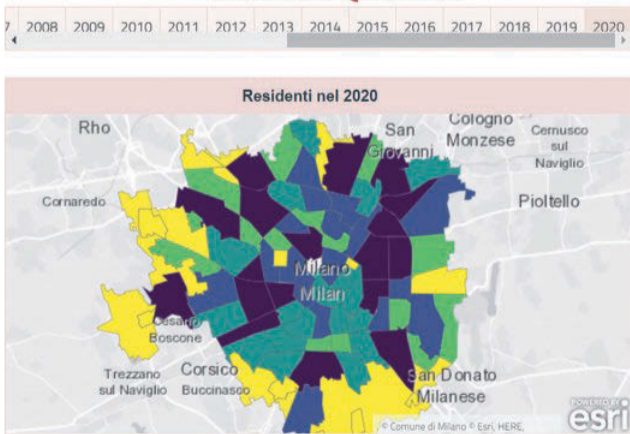 7 2008 2009 2010 2011 2012 2013 2014 2015 2016 2017 2018 2019 2020
Residenti nel 2020
Rho
San Giovanni
Cologno Monzese
Cernusco sul Naviglio
Cornaredo
Pioltello
Milano
Milan
Cesano Boscone
Trezzano sul Naviglio
Corsico
Buccinasco
San Donato Milanese
POWERED BY
esri
© Comune di Milano © Esri, HERE,